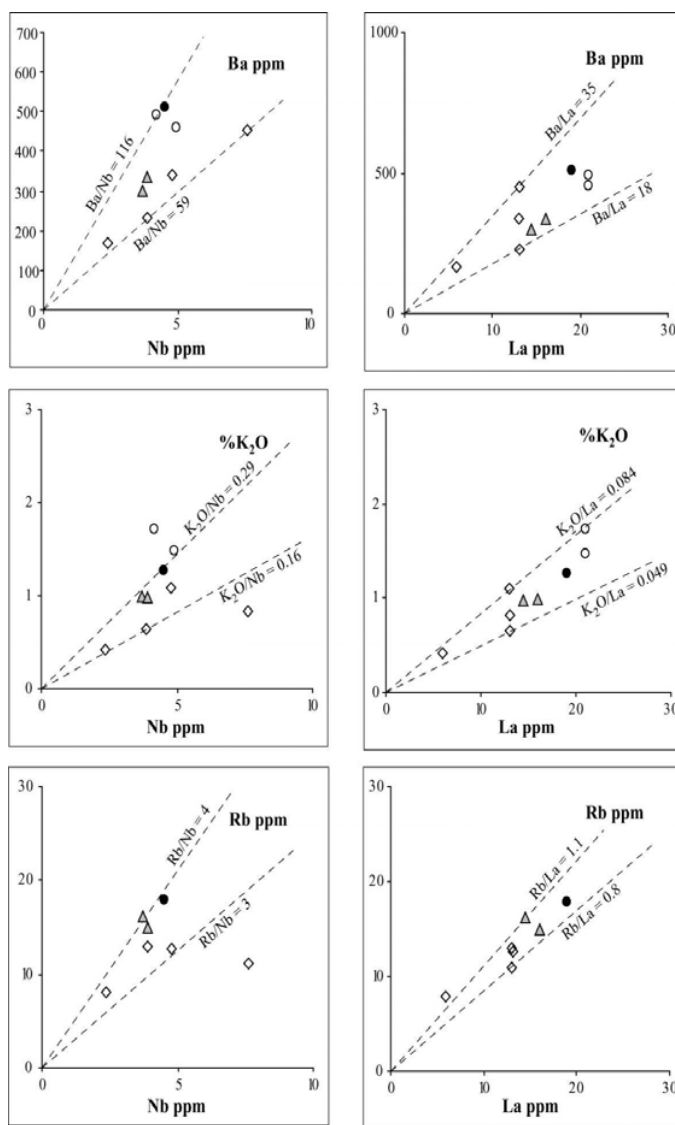 700
600
500
400
300
200
100
0
Ba ppm
Ba/Nb = 116
Ba/Nb = 59
0 5 10
Nb ppm
1000
500
0
Ba ppm
Ba/La = 35
Ba/La = 18
0 10 20 30
La ppm
3
2
1
0
%K₂O
K₂O/Nb = 0.29
K₂O/Nb = 0.16
0 5 10
Nb ppm
3
2
1
0
%K₂O
K₂O/La = 0.084
K₂O/La = 0.049
0 10 20 30
La ppm
30
20
10
0
Rb ppm
Rb/Nb = 4
Rb/Nb = 3
0 5 10
Nb ppm
30
20
10
0
Rb ppm
Rb/La = 1.1
Rb/La = 0.8
0 10 20 30
La ppm